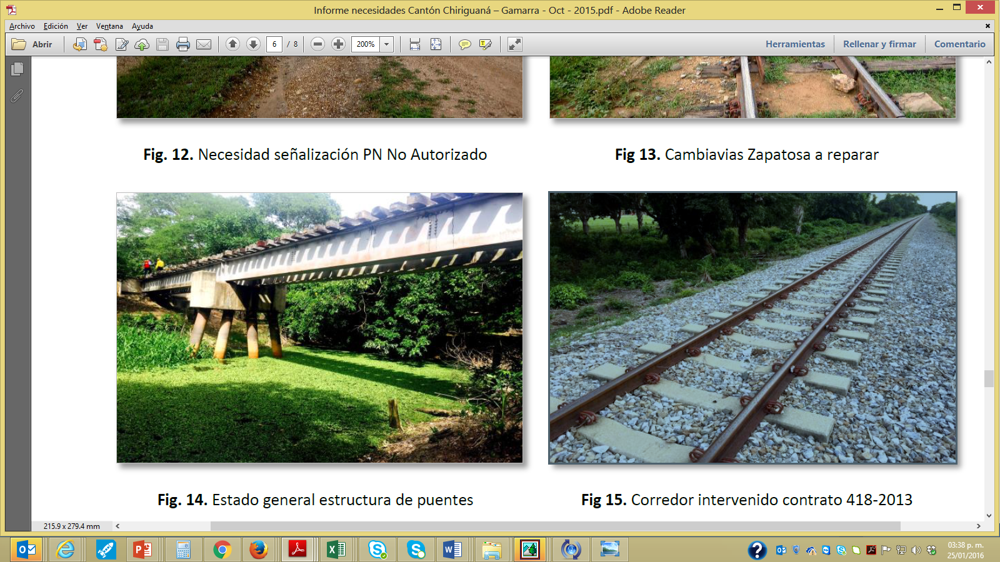 Informe necesidades Cantón Chiriguaná – Gamarra - Oct - 2015.pdf - Adobe Reader
Archivo Edición Ver Ventana Ayuda
Abrir 6 / 8 200% Herramientas Rellenar y firmar Comentario
Fig. 12. Necesidad señalización PN No Autorizado
Fig 13. Cambiavias Zapatosa a reparar
Fig. 14. Estado general estructura de puentes
Fig 15. Corredor intervenido contrato 418-2013
215.9 x 279.4 mm
03:38 p. m.
25/01/2016